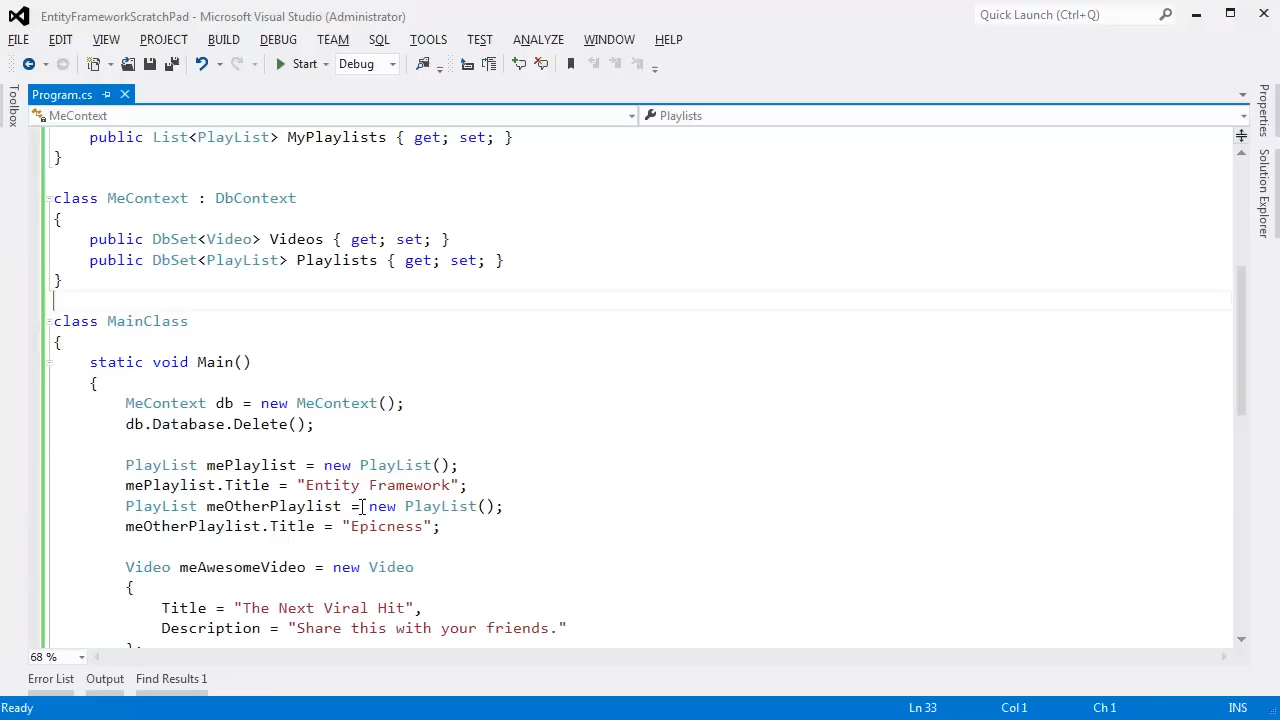 EntityFrameworkScratchPad - Microsoft Visual Studio (Administrator)
Quick Launch (Ctrl+Q)
FILE EDIT VIEW PROJECT BUILD DEBUG TEAM SQL TOOLS TEST ANALYZE WINDOW HELP
Start Debug
Toolbox
Program.cs
Properties
Solution Explorer
MeContext Playlists
public List<PlayList> MyPlaylists { get; set; }
}
class MeContext : DbContext
{
public DbSet<Video> Videos { get; set; }
public DbSet<PlayList> Playlists { get; set; }
}
class MainClass
{
static void Main()
{
MeContext db = new MeContext();
db.Database.Delete();
PlayList mePlaylist = new PlayList();
mePlaylist.Title = "Entity Framework";
PlayList meOtherPlaylist = new PlayList();
meOtherPlaylist.Title = "Epicness";
Video meAwesomeVideo = new Video
{
Title = "The Next Viral Hit",
Description = "Share this with your friends."
};
68 %
Error List Output Find Results 1
Ready Ln 33 Col 1 Ch 1 INS